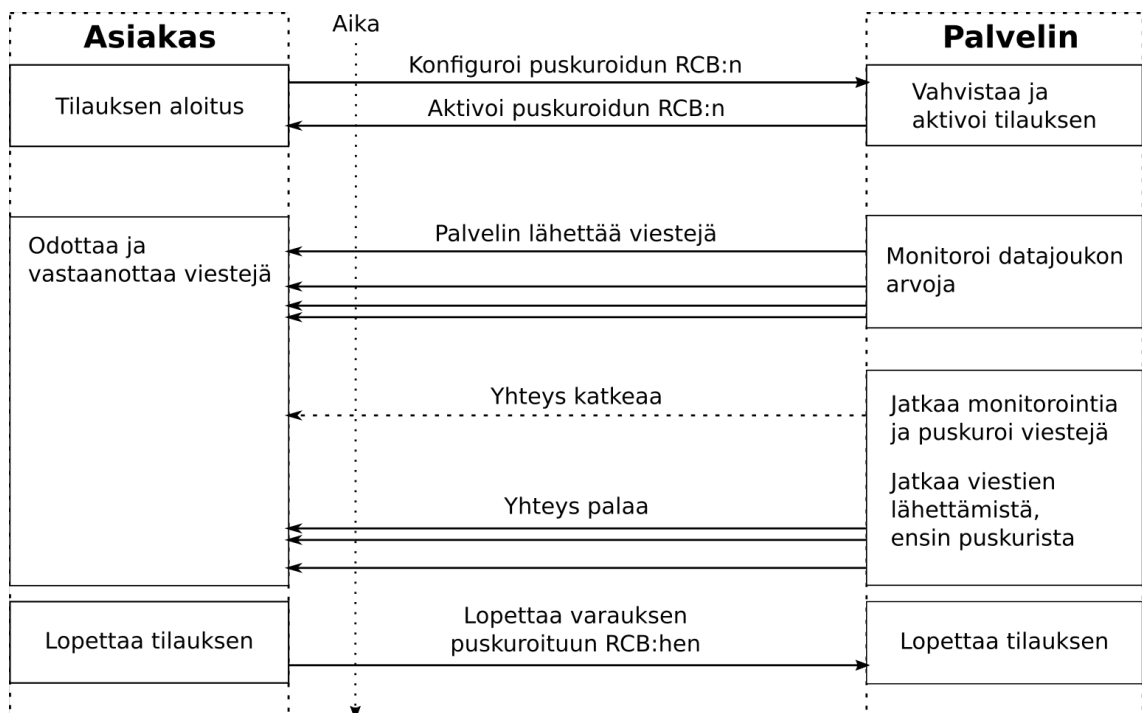 Asiakas
Aika
Palvelin
Tilauksen aloitus
Konfiguroi puskuroidun RCB:n
Aktivoi puskuroidun RCB:n
Vahvistaa ja
aktivoi tilauksen
Odottaa ja
vastaanottaa viestejä
Palvelin lähettää viestejä
Monitoroi datajoukon
arvoja
Yhteys katkeaa
Jatkaa monitorointia
ja puskuroi viestejä
Yhteys palaa
Jatkaa viestien
lähettämistä,
ensin puskurista
Lopettaa tilauksen
Lopettaa varauksen
puskuroituun RCB:hen
Lopettaa tilauksen